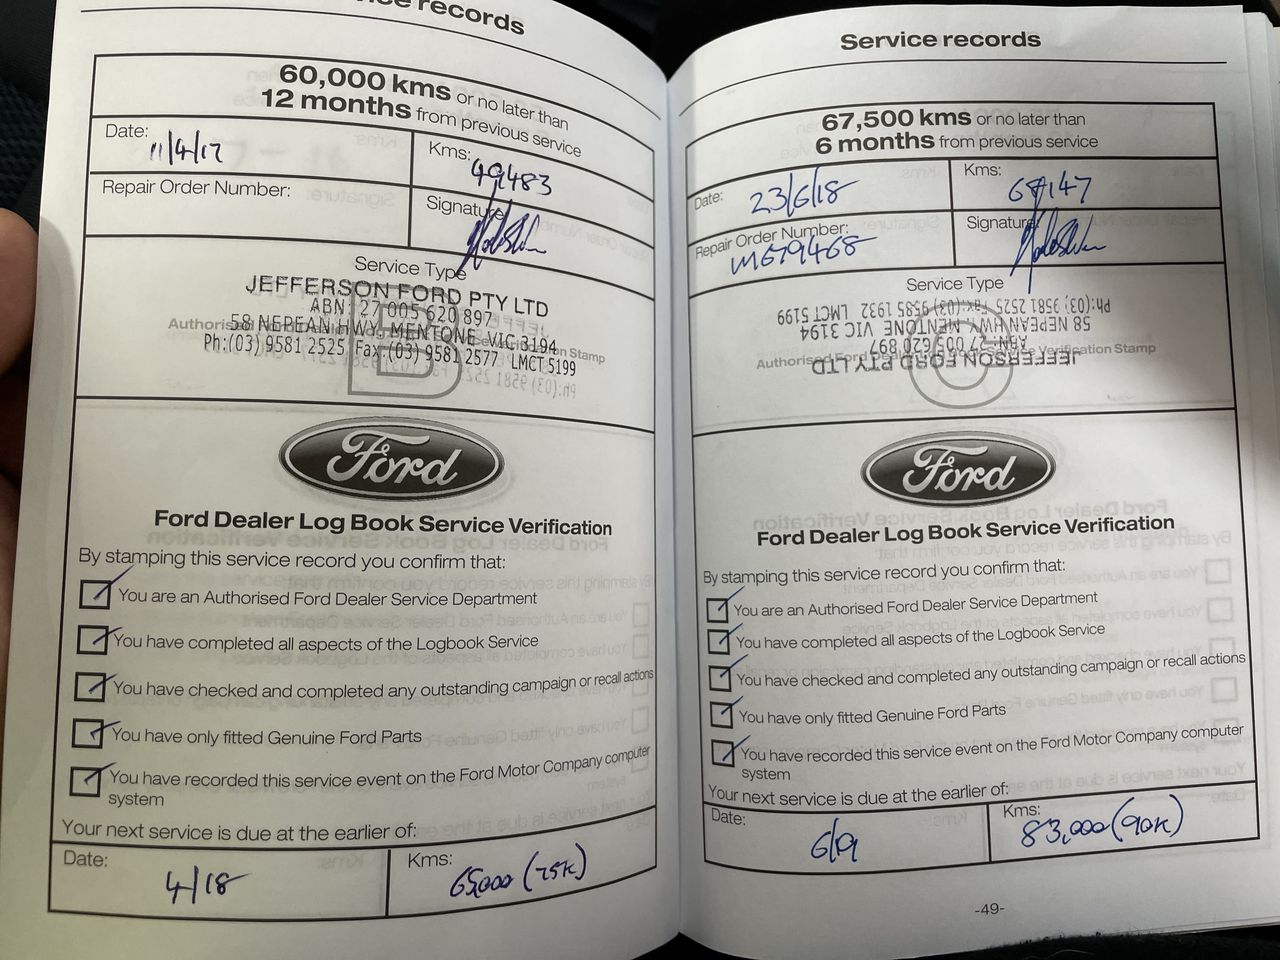 ce records
60,000 kms or no later than
12 months from previous service
Date:
11/4/17
Kms:
49,483
Repair Order Number:
Signature
Service Type
JEFFERSON FORD PTY LTD
ABN: 27 005 620 897
58 NEPEAN HWY. MENTONE VIC 3194
Authoris
Stamp
Ph:(03) 9581 2525 Fax:(03) 9581 2577 LMCT 5199
B
Ford
Ford Dealer Log Book Service Verification
By stamping this service record you confirm that:
You are an Authorised Ford Dealer Service Department
You have completed all aspects of the Logbook Service
You have checked and completed any outstanding campaign or recall actions
You have only fitted Genuine Ford Parts
You have recorded this service event on the Ford Motor Company computer
system
Your next service is due at the earlier of:
Date:
4/18
Kms:
65,000 (75K)
Service records
67,500 kms or no later than
6 months from previous service
Date:
23/6/18
Kms:
Repair Order Number:
M679468
Signature
Service Type
JEFFERSON FORD PTY LTD
ABN: 27 005 620 897
58 NEPEAN HWY. MENTONE VIC 3194
Ph:(03) 9581 2525 Fax:(03) 9585 1932 LMCT 5199
Authorised Ford Dealer
Service Verification Stamp
C
Ford
Ford Dealer Log Book Service Verification
By stamping this service record you confirm that:
You are an Authorised Ford Dealer Service Department
You have completed all aspects of the Logbook Service
You have checked and completed any outstanding campaign or recall actions
You have only fitted Genuine Ford Parts
You have recorded this service event on the Ford Motor Company computer
system
Your next service is due at the earlier of:
Date:
6/19
Kms:
83,000 (90K)
-49-